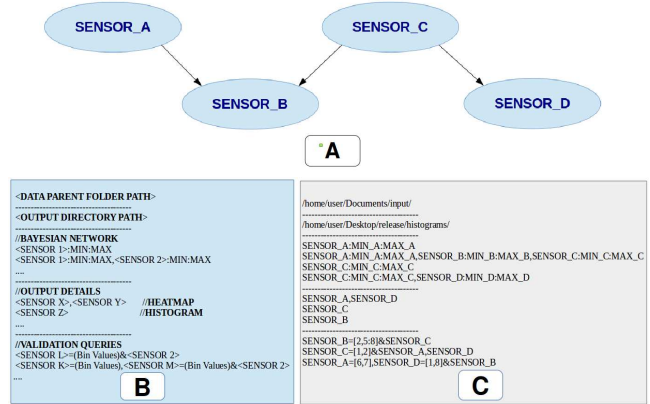 SENSOR_A
SENSOR_C
SENSOR_B
SENSOR_D
A
<DATA PARENT FOLDER PATH>
--------------------------------------
<OUTPUT DIRECTORY PATH>
--------------------------------------
//BAYESIAN NETWORK
<SENSOR 1>:MIN:MAX
<SENSOR 1>:MIN:MAX,<SENSOR 2>:MIN:MAX
....
--------------------------------------
//OUTPUT DETAILS
<SENSOR X>,<SENSOR Y> //HEATMAP
<SENSOR Z> //HISTOGRAM
....
--------------------------------------
//VALIDATION QUERIES
<SENSOR L>=(Bin Values)&<SENSOR 2>
<SENSOR K>=(Bin Values),<SENSOR M>=(Bin Values)&<SENSOR 2>
....
B
/home/user/Documents/input/
--------------------------------------
/home/user/Desktop/release/histograms/
--------------------------------------
SENSOR_A:MIN_A:MAX_A
SENSOR_A:MIN_A:MAX_A,SENSOR_B:MIN_B:MAX_B,SENSOR_C:MIN_C:MAX_C
SENSOR_C:MIN_C:MAX_C
SENSOR_C:MIN_C:MAX_C,SENSOR_D:MIN_D:MAX_D
--------------------------------------
SENSOR_A,SENSOR_D
SENSOR_C
SENSOR_B
--------------------------------------
SENSOR_B=[2,5:8]&SENSOR_C
SENSOR_C=[1,2]&SENSOR_A,SENSOR_D
SENSOR_A=[6,7],SENSOR_D=[1,8]&SENSOR_B
C